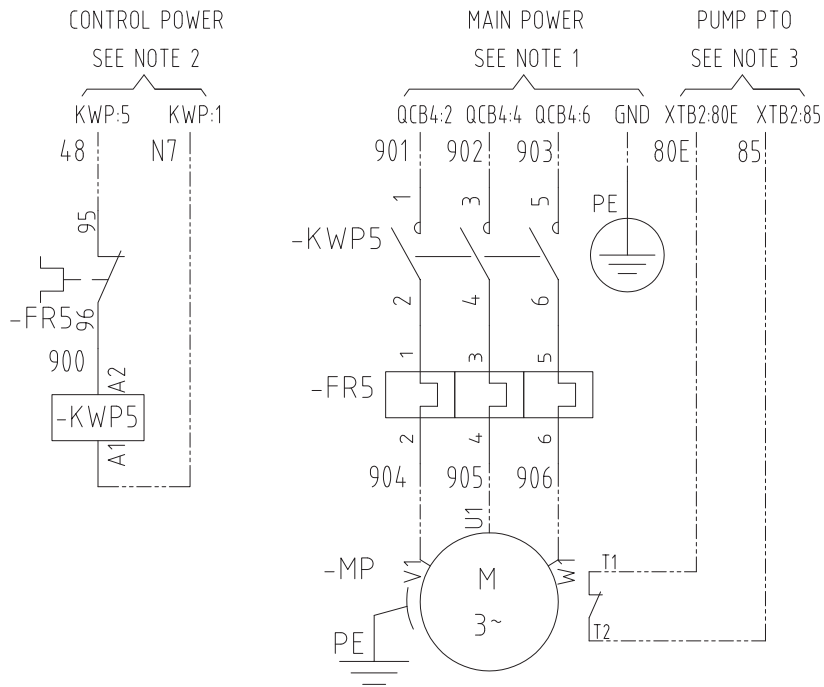 CONTROL POWER
SEE NOTE 2
MAIN POWER
SEE NOTE 1
PUMP PTO
SEE NOTE 3
KWP:5 KWP:1
QCB4:2 QCB4:4 QCB4:6 GND XTB2:80E XTB2:85
48 N7
901 902 903 80E 85
95
1 3 5
PE
-KWP5
-FR5
96
2 4 6
900
A2
1 3 5
-KWP5
-FR5
A1
2 4 6
904 905 906
U1
-MP
V1
M
3~
W1
T1
T2
PE